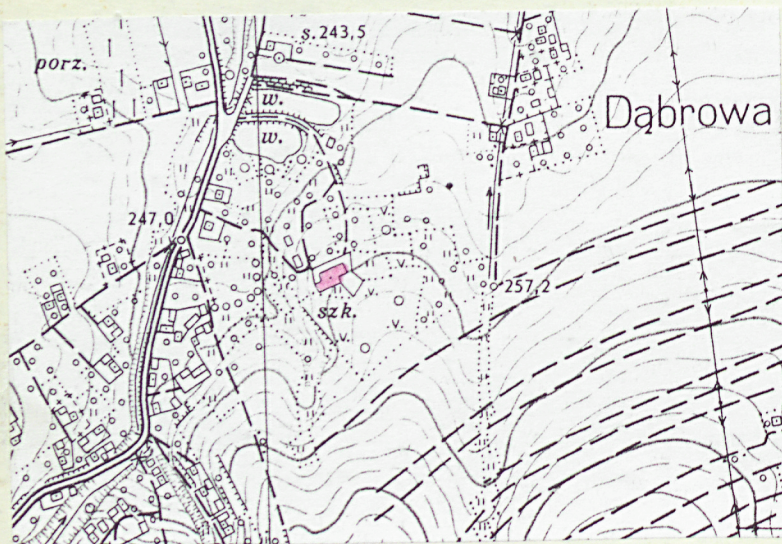 s. 243,5
porz.
w.
Dąbrowa
w.
247,0
257,2
szk.
v.
v.
v.
v.